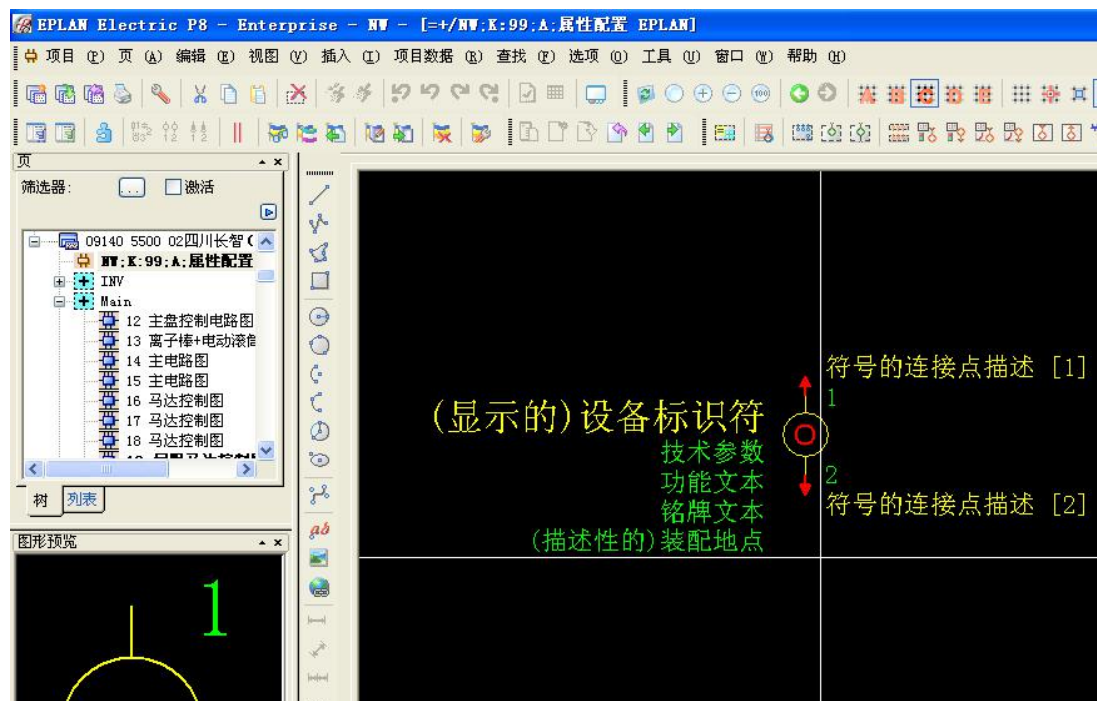 EPLAN Electric P8 - Enterprise - NW - [=+/NW;K:99;A;属性配置 EPLAN]
项目 (P) 页 (A) 编辑 (E) 视图 (V) 插入 (I) 项目数据 (R) 查找 (F) 选项 (O) 工具 (U) 窗口 (W) 帮助 (H)
页
筛选器: ... 激活
09140 5500 02四川长智(
NW;K:99;A;属性配置
INV
Main
12 主盘控制电路图
13 离子棒+电动滚筒
14 主电路图
15 主电路图
16 马达控制图
17 马达控制图
18 马达控制图
树 列表
图形预览
1
ab
(显示的)设备标识符
技术参数
功能文本
铭牌文本
(描述性的)装配地点
符号的连接点描述 [1]
1
2
符号的连接点描述 [2]